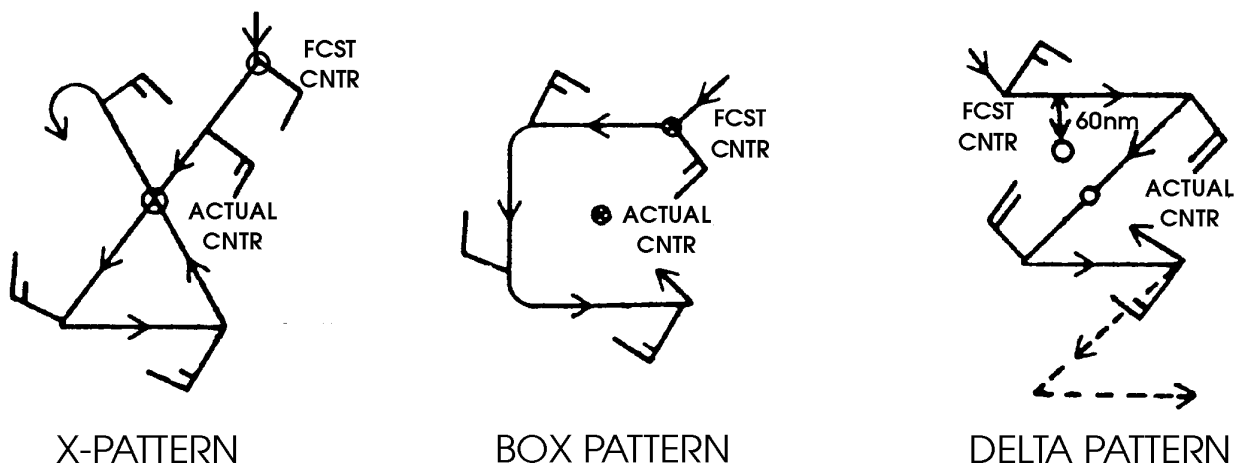 FCST
CNTR
ACTUAL
CNTR
X-PATTERN
FCST
CNTR
ACTUAL
CNTR
BOX PATTERN
FCST
CNTR
60nm
ACTUAL
CNTR
DELTA PATTERN